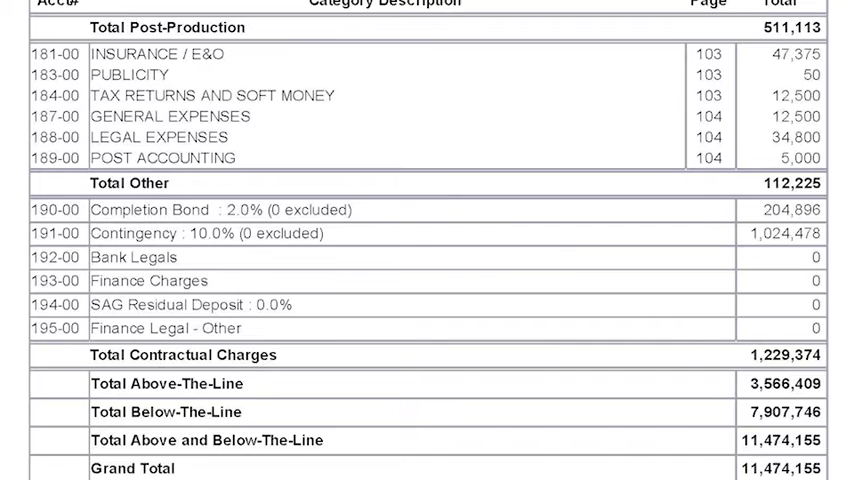 Acct# Category Description Page Total
Total Post-Production 511,113
181-00 INSURANCE / E&O 103 47,375
183-00 PUBLICITY 103 50
184-00 TAX RETURNS AND SOFT MONEY 103 12,500
187-00 GENERAL EXPENSES 104 12,500
188-00 LEGAL EXPENSES 104 34,800
189-00 POST ACCOUNTING 104 5,000
Total Other 112,225
190-00 Completion Bond : 2.0% (0 excluded) 204,896
191-00 Contingency : 10.0% (0 excluded) 1,024,478
192-00 Bank Legals 0
193-00 Finance Charges 0
194-00 SAG Residual Deposit : 0.0% 0
195-00 Finance Legal - Other 0
Total Contractual Charges 1,229,374
Total Above-The-Line 3,566,409
Total Below-The-Line 7,907,746
Total Above and Below-The-Line 11,474,155
Grand Total 11,474,155